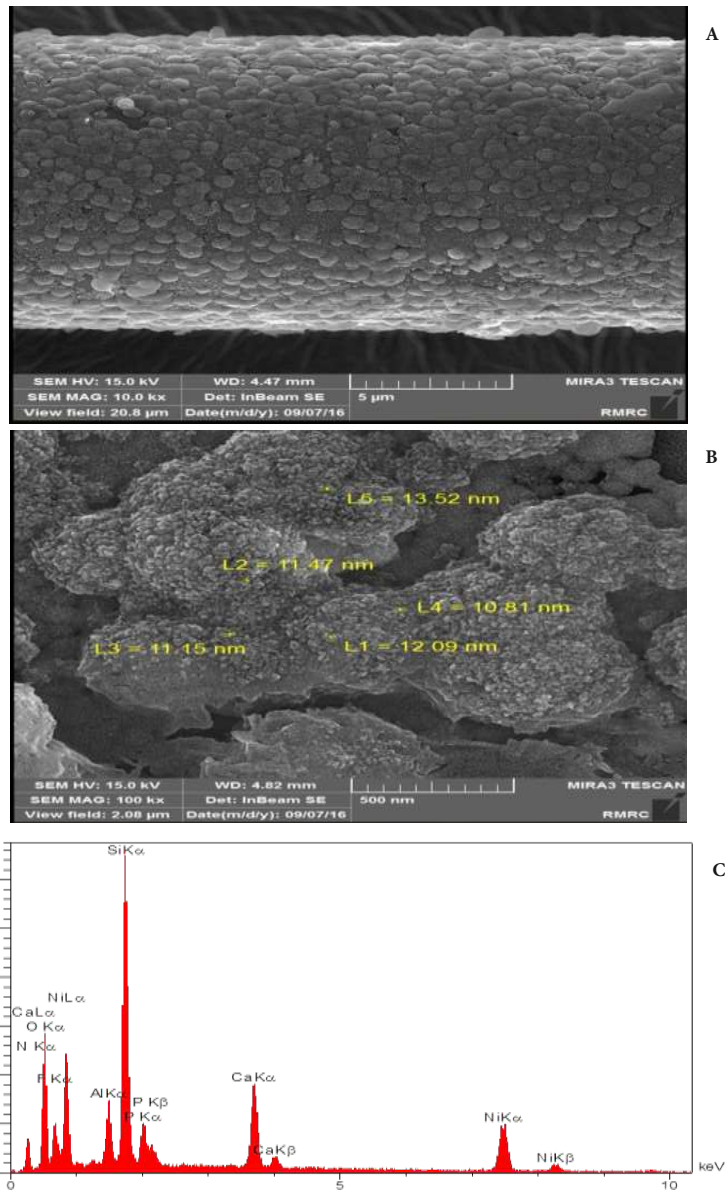 A
SEM HV: 15.0 kV WD: 4.47 mm MIRA3 TESCAN
SEM MAG: 10.0 kx Det: InBeam SE 5 µm
View field: 20.8 µm Date(m/d/y): 09/07/16 RMRC
B
L5 = 13.52 nm
L2 = 11.47 nm
L4 = 10.81 nm
L3 = 11.15 nm L1 = 12.09 nm
SEM HV: 15.0 kV WD: 4.82 mm MIRA3 TESCAN
SEM MAG: 100 kx Det: InBeam SE 500 nm
View field: 2.08 µm Date(m/d/y): 09/07/16 RMRC
C
SiKα
NiLα
CaLα
O Kα
N Kα
F Kα
CaKα
AlKα
P Kβ
P Kα
NiKα
CaKβ
NiKβ
keV
0 5 10